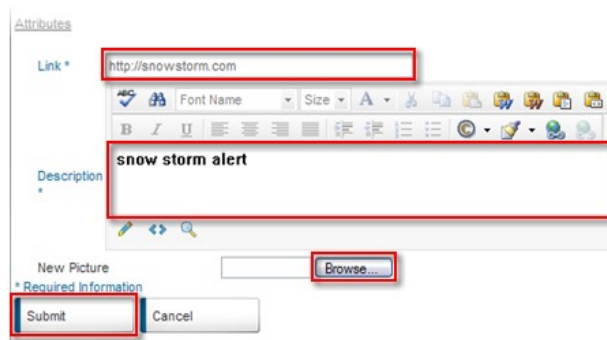 Attributes
Link * http://snowstorm.com
ABC Font Name Size A
B I U ©
snow storm alert
Description
*
New Picture Browse...
* Required Information
Submit Cancel